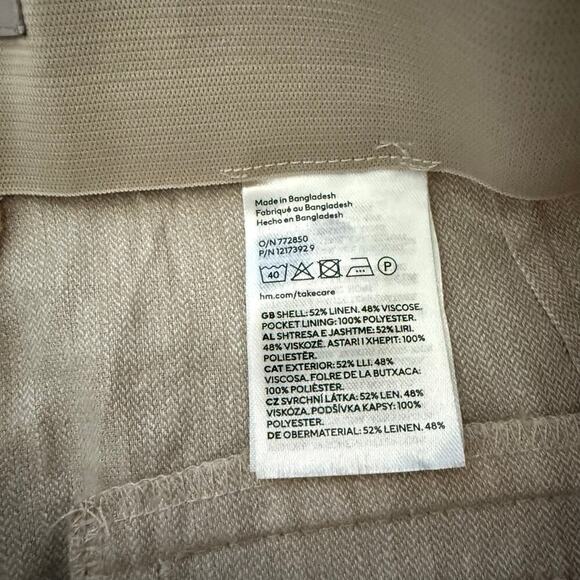 Made in Bangladesh
Fabriqué au Bangladesh
Hecho en Bangladesh
O/N 772850
P/N 1217392 9
40 P
hm.com/takecare
GB SHELL: 52% LINEN. 48% VISCOSE.
POCKET LINING: 100% POLYESTER.
AL SHTRESA E JASHTME: 52% LIRI.
48% VISKOZË. ASTARI I XHEPIT: 100%
POLIESTËR.
CAT EXTERIOR: 52% LLI. 48%
VISCOSA. FOLRE DE LA BUTXACA:
100% POLIÈSTER.
CZ SVRCHNÍ LÁTKA: 52% LEN. 48%
VISKÓZA. PODŠÍVKA KAPSY: 100%
POLYESTER.
DE OBERMATERIAL: 52% LEINEN. 48%